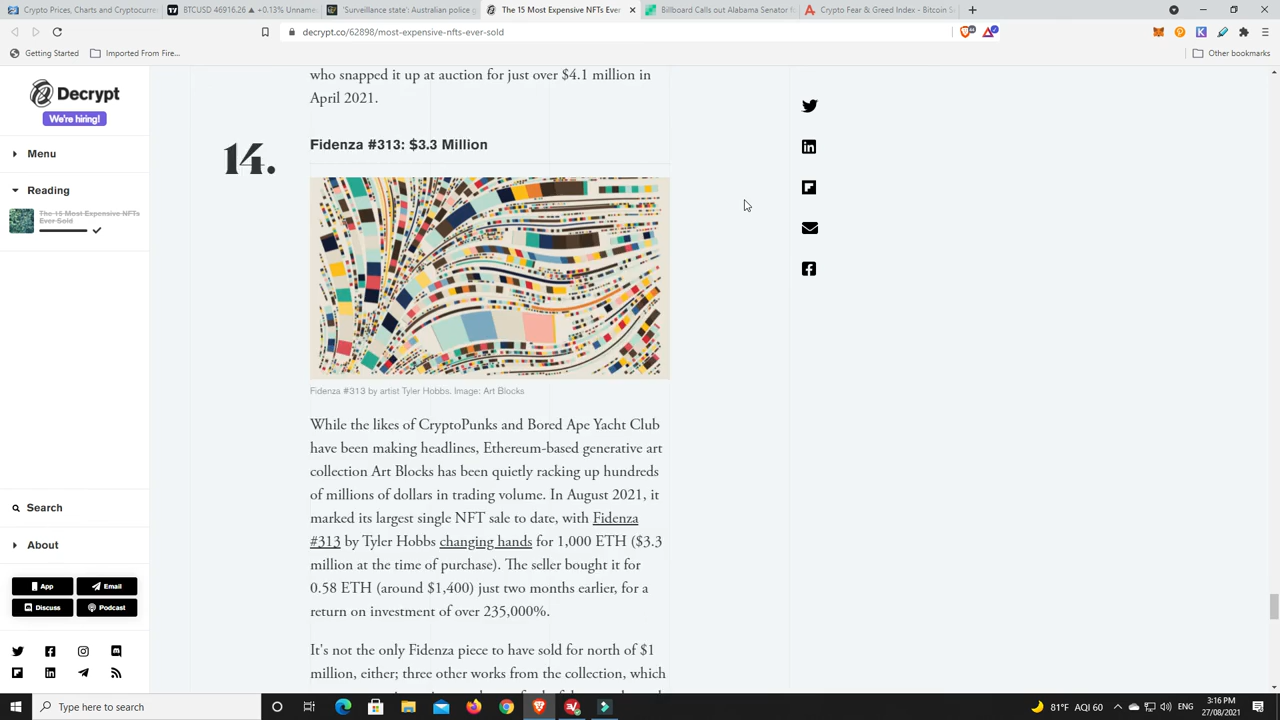 Crypto Prices, Charts and Cryptocurre
BTCUSD 46916.26 ▲ +0.13% Unname
'Surveillance state': Australian police g
The 15 Most Expensive NFTs Ever
Billboard Calls out Alabama Senator f
Crypto Fear & Greed Index - Bitcoin S
decrypt.co/62898/most-expensive-nfts-ever-sold
Getting Started
Imported From Fire...
Other bookmarks
Decrypt
We're hiring!
Menu
Reading
The 15 Most Expensive NFTs
Ever Sold
Search
About
App
Email
Discuss
Podcast
who snapped it up at auction for just over $4.1 million in
April 2021.
14.
Fidenza #313: $3.3 Million
Fidenza #313 by artist Tyler Hobbs. Image: Art Blocks
While the likes of CryptoPunks and Bored Ape Yacht Club
have been making headlines, Ethereum-based generative art
collection Art Blocks has been quietly racking up hundreds
of millions of dollars in trading volume. In August 2021, it
marked its largest single NFT sale to date, with Fidenza
#313 by Tyler Hobbs changing hands for 1,000 ETH ($3.3
million at the time of purchase). The seller bought it for
0.58 ETH (around $1,400) just two months earlier, for a
return on investment of over 235,000%.
It's not the only Fidenza piece to have sold for north of $1
million, either; three other works from the collection, which
Type here to search
81°F AQI 60
ENG
3:16 PM
27/08/2021